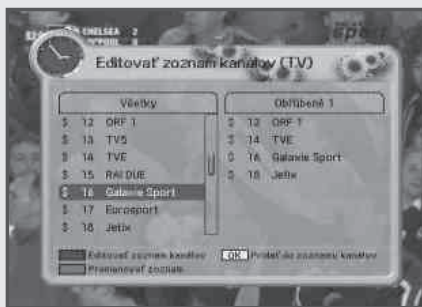 CHELSEA 2
sport
Editovať zoznam kanálov (TV)
Všetky
Obľúbené 1
$ 12 ORF 1
$ 13 TV5
$ 14 TVE
$ 15 RAI DUE
$ 16 Galaxie Sport
$ 17 Eurosport
$ 18 Jetix
$ 12 ORF 1
$ 14 TVE
$ 16 Galaxie Sport
$ 18 Jetix
Editovať zoznam kanálov
OK Pridať do zoznamu kanálov
Premenovať zoznam